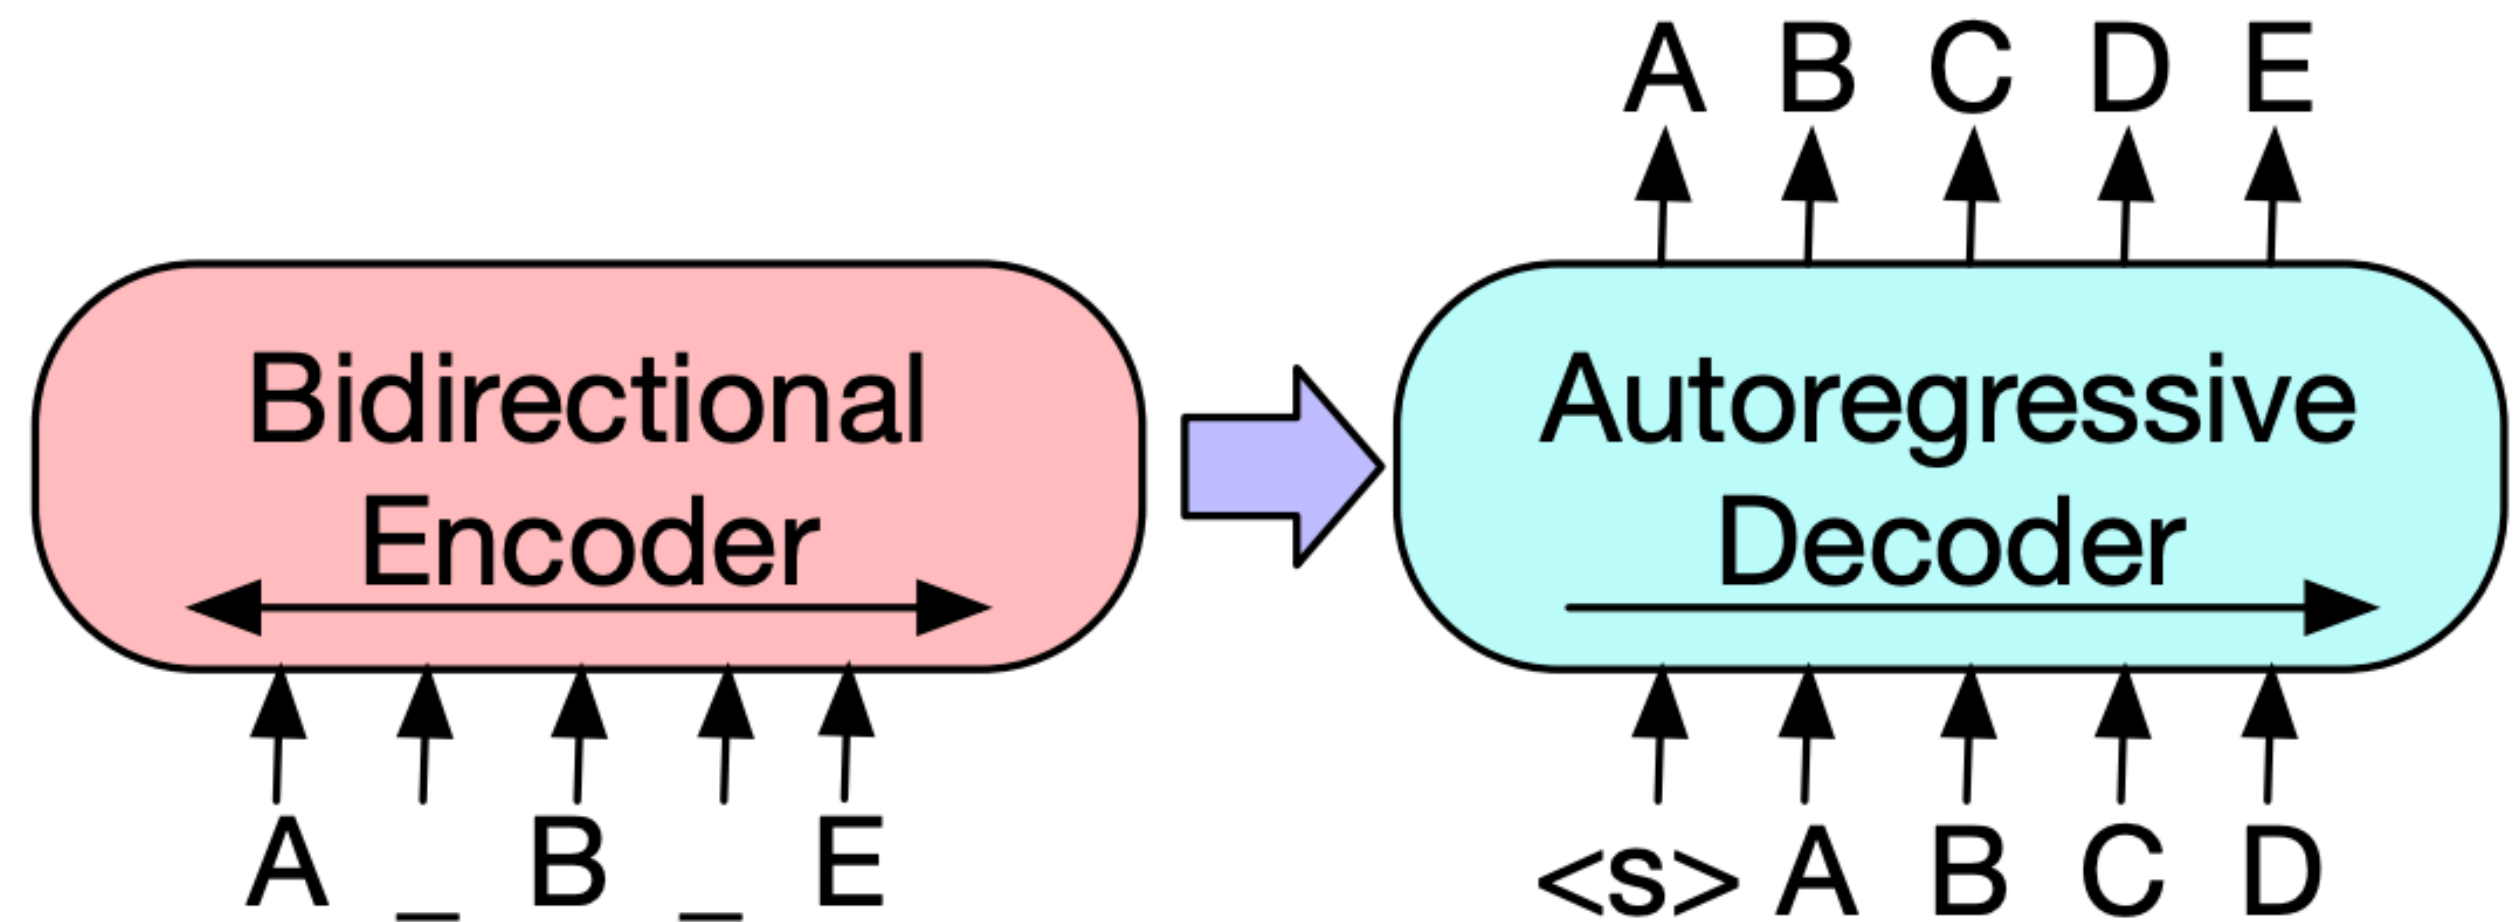 A B C D E
Bidirectional
Encoder
Autoregressive
Decoder
A _ B _ E
<s> A B C D